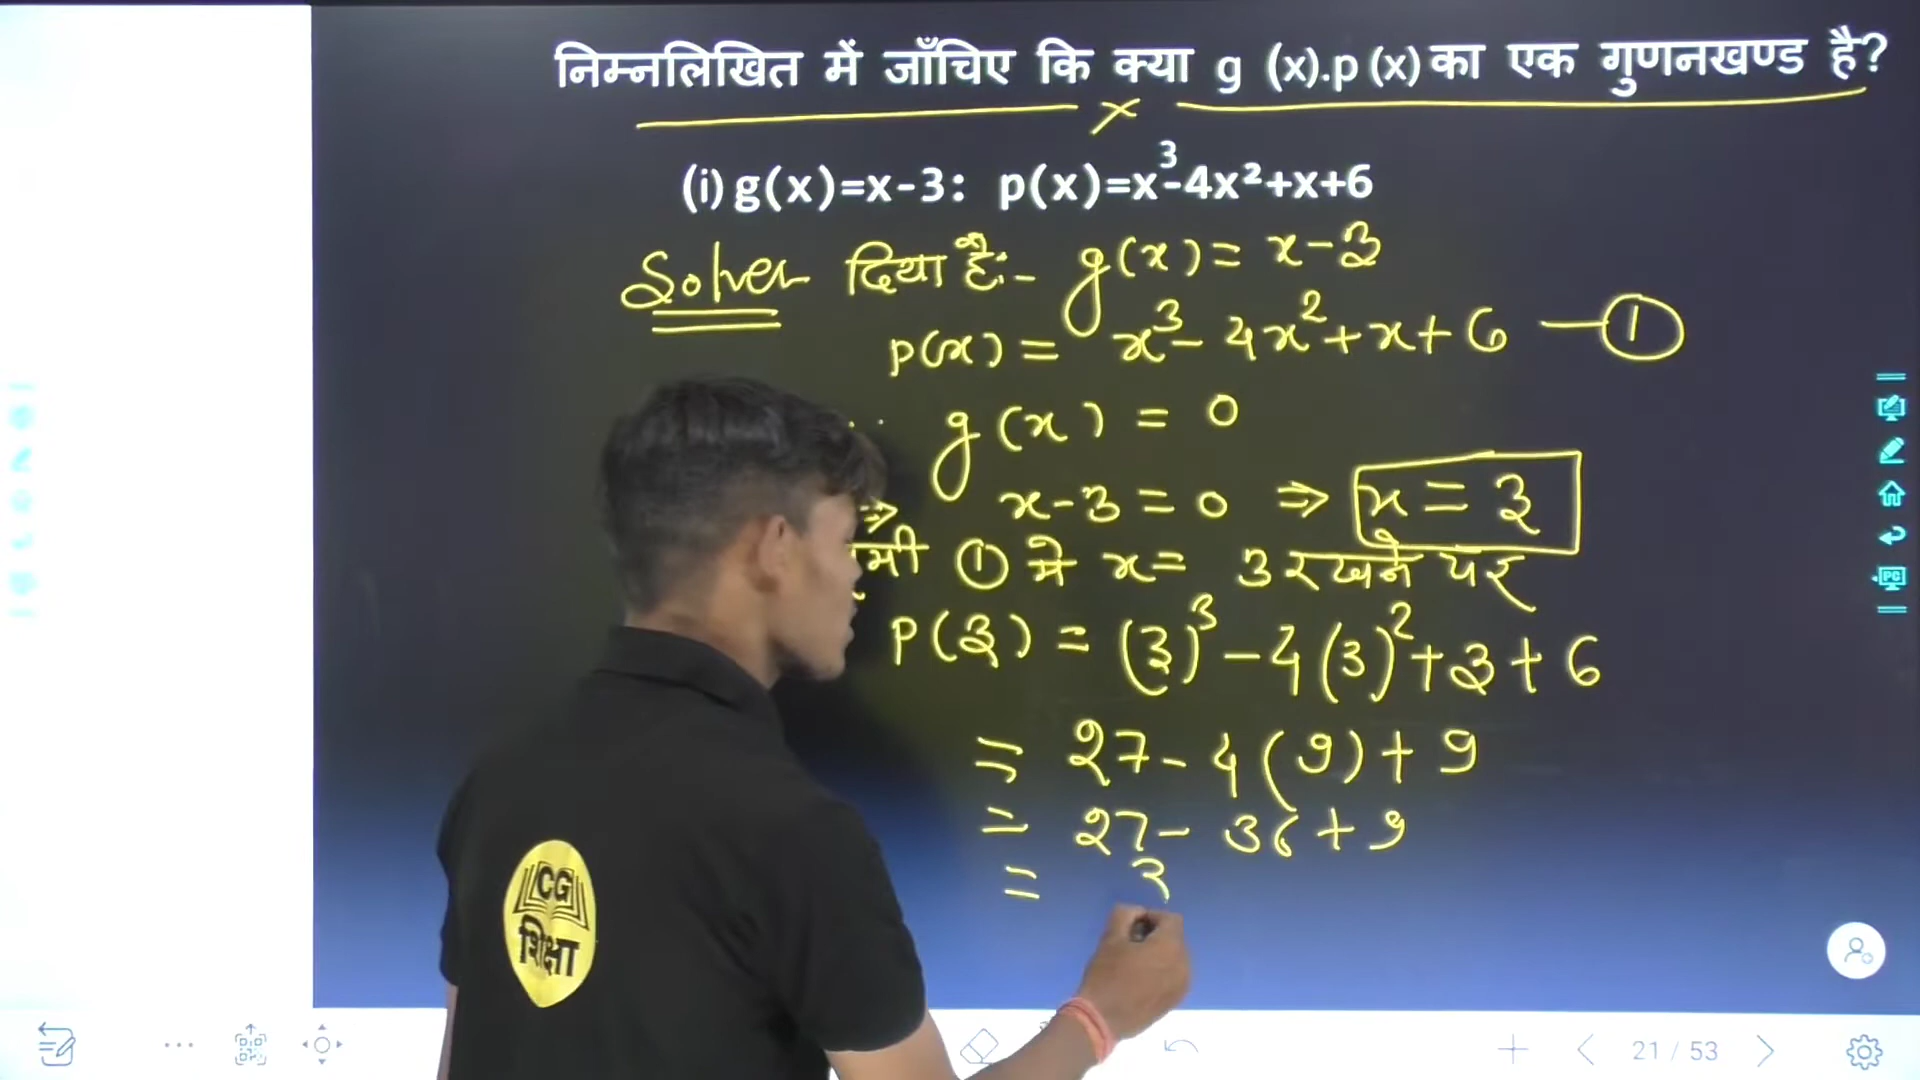 निम्नलिखित में जाँचिए कि क्या g (x).p (x) का एक गुणनखण्ड है?
x
(i) g(x)=x-3: p(x)=x³-4x²+x+6
दिया है:- g(x) = x-3
p(x) = x³- 4x²+x+6 —①
g(x) = 0
⇒ x-3 = 0 ⇒ x = 3
① में x= 3 रखने पर
P(3) = (3)³-4(3)²+3+6
= 27-4(9)+9
= 27- 36+9
= 3
CG
शिक्षा
PC
21 / 53